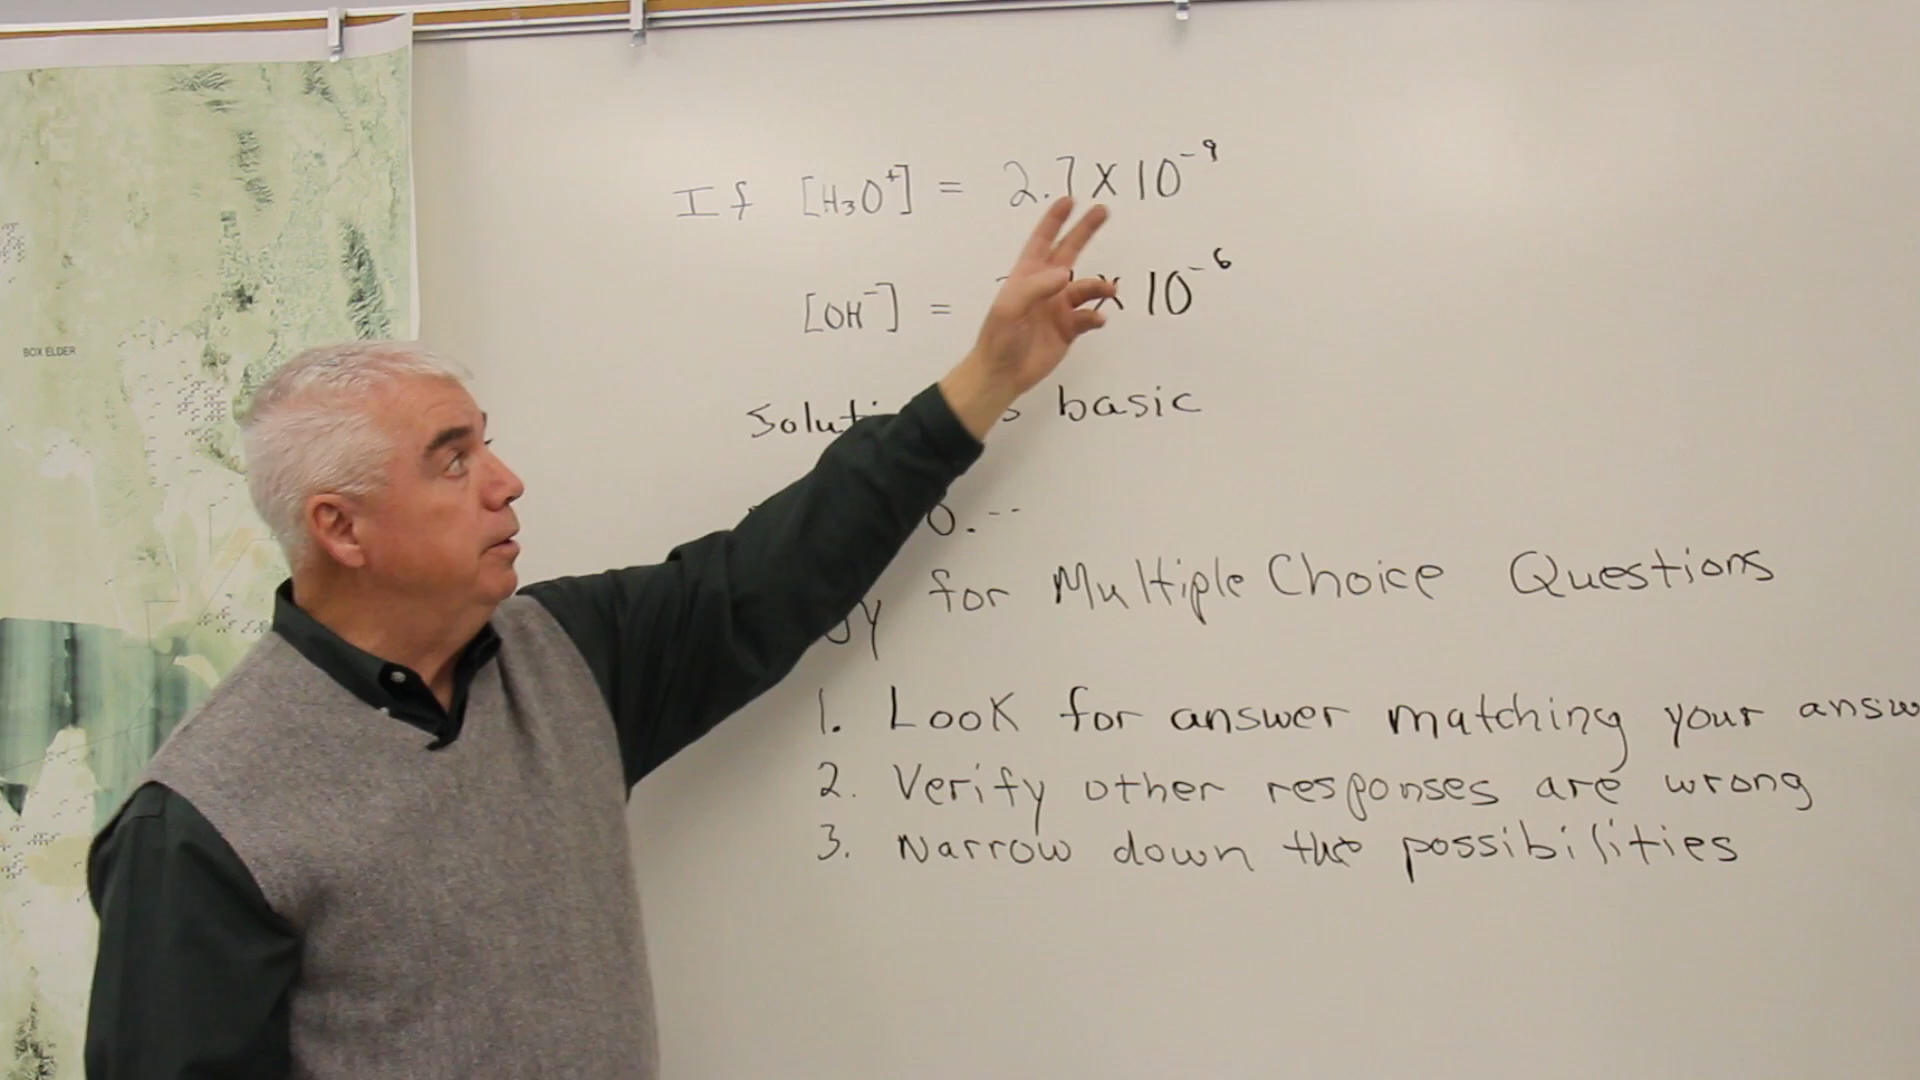 If [H₃O⁺] = 2.7 X 10⁻⁹
[OH⁻] = x 10⁻⁶
basic
0.--
for Multiple Choice Questions
1. Look for answer matching your answ
2. Verify other responses are wrong
3. Narrow down the possibilities
BOX ELDER